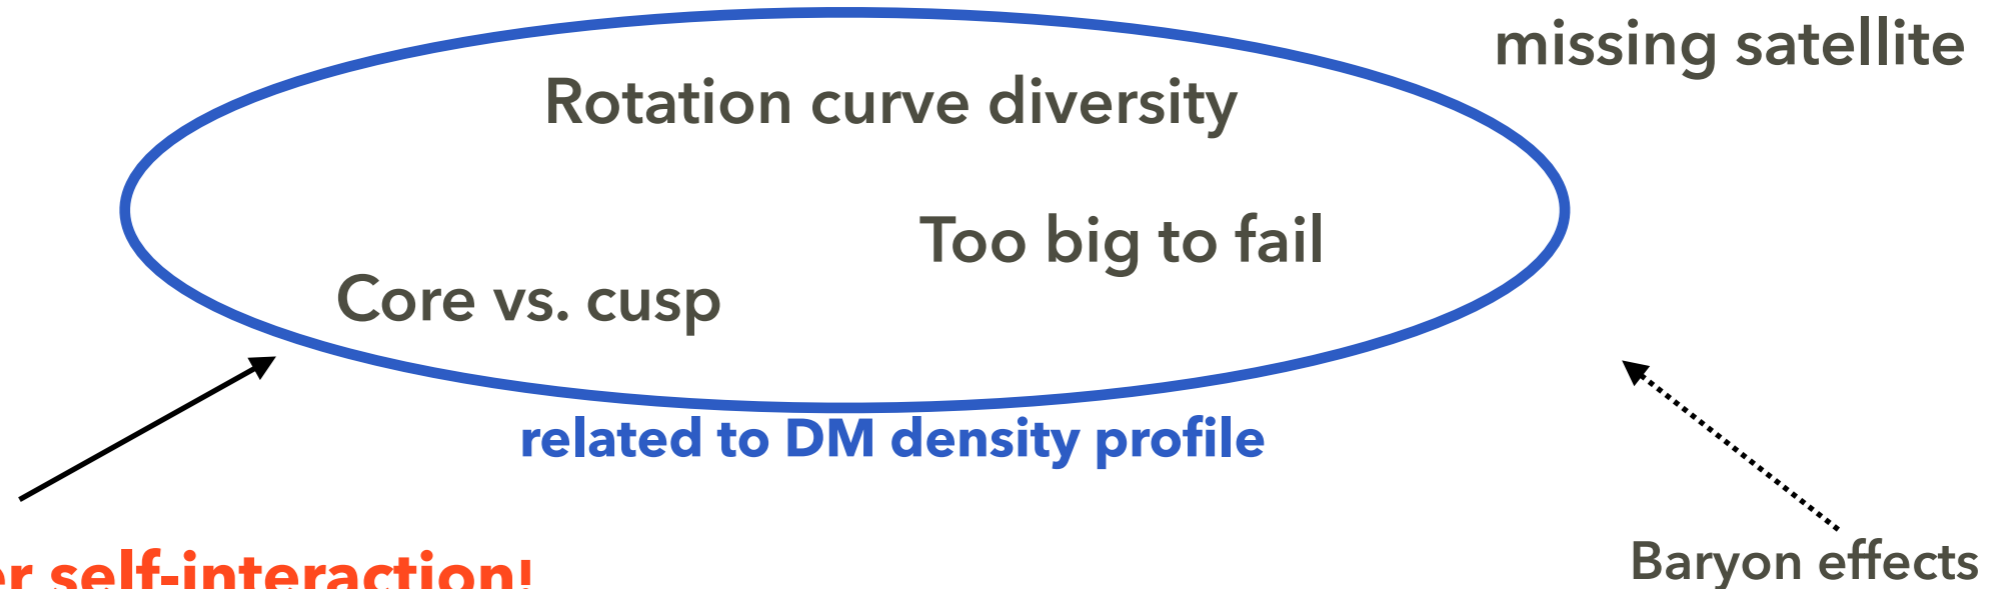 missing satellite
Rotation curve diversity
Too big to fail
Core vs. cusp
related to DM density profile
Baryon effects
self-interaction!